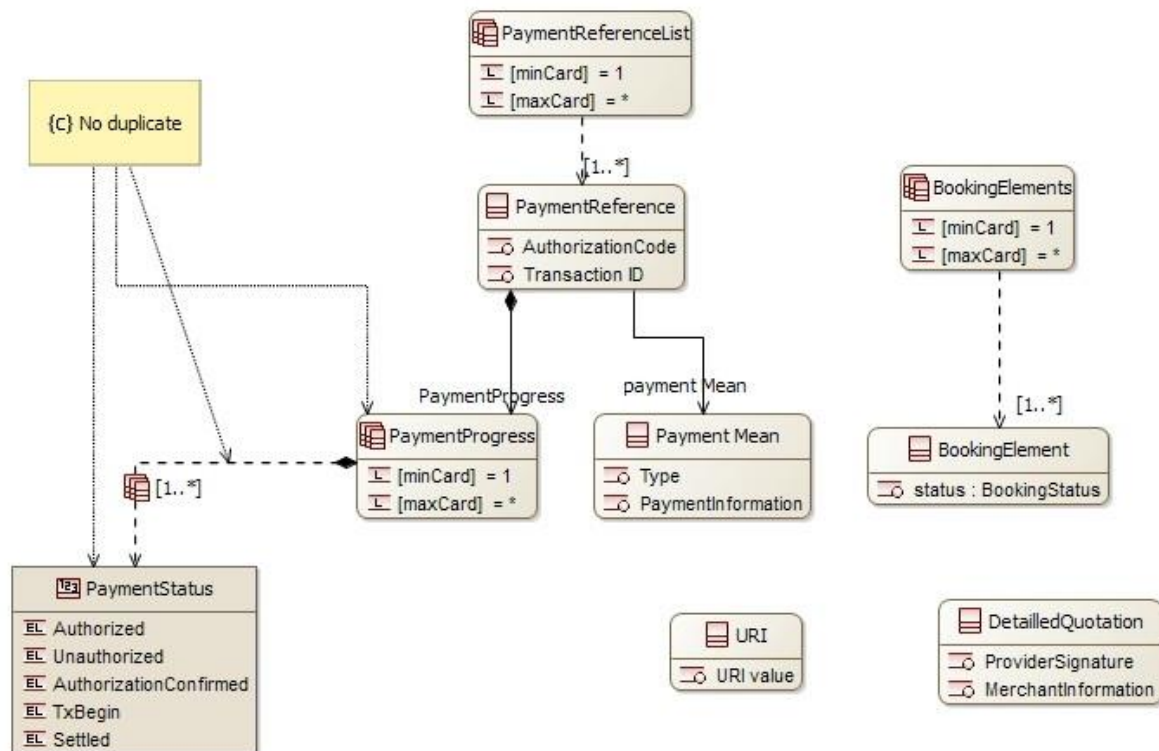 PaymentReferenceList
[minCard] = 1
[maxCard] = *
{C} No duplicate
[1..*]
PaymentReference
AuthorizationCode
Transaction ID
BookingElements
[minCard] = 1
[maxCard] = *
PaymentProgress
payment Mean
[1..*]
PaymentProgress
[minCard] = 1
[maxCard] = *
Payment Mean
Type
PaymentInformation
BookingElement
status : BookingStatus
[1..*]
PaymentStatus
Authorized
Unauthorized
AuthorizationConfirmed
TxBegin
Settled
URI
URI value
DetailledQuotation
ProviderSignature
MerchantInformation